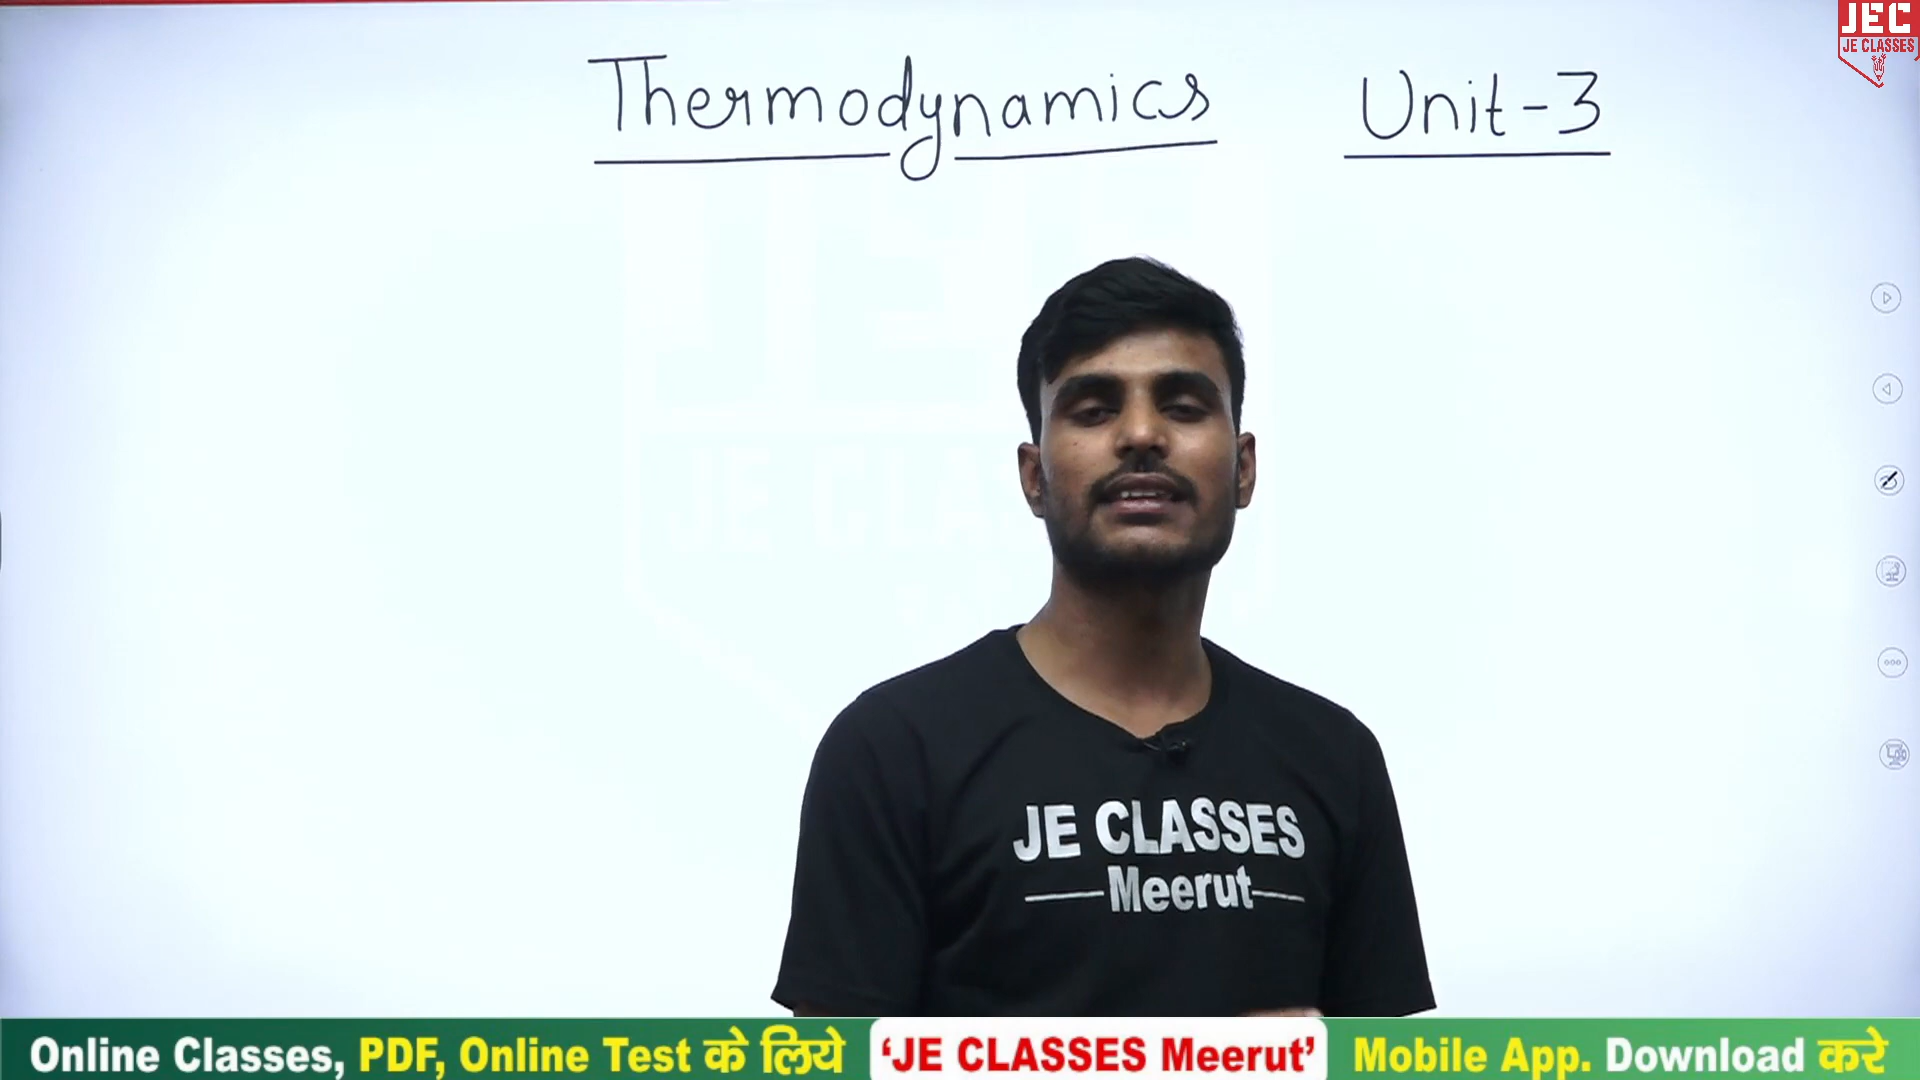 JEC
JE CLASSES
Thermodynamics Unit-3
JE CLASSES
Meerut
Online Classes, PDF, Online Test के लिये 'JE CLASSES Meerut' Mobile App. Download करे